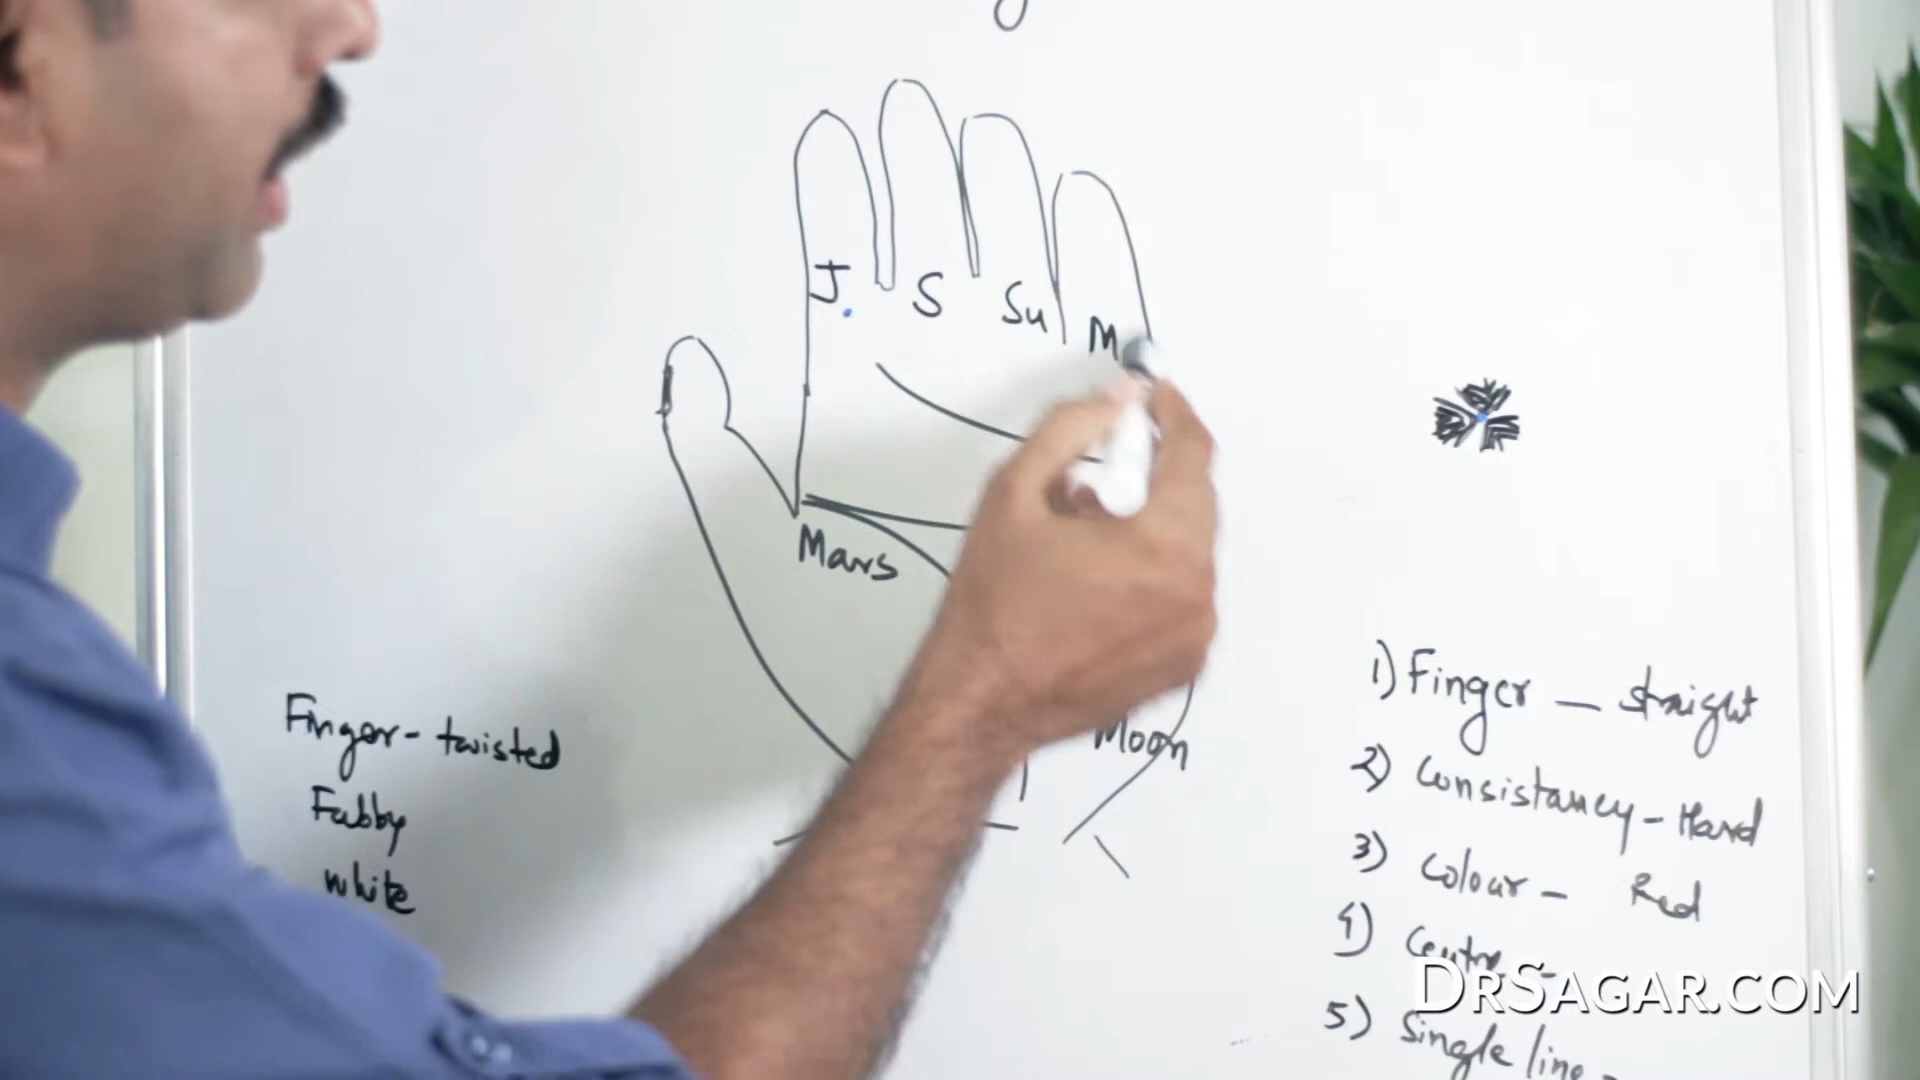 J. S Su M
Mars
Moon
Finger - twisted
Fabby
white
1) Finger — straight
2) Consistancy - Hard
3) Colour - Red
4) Centre -
5) Single line -
DRSAGAR.COM